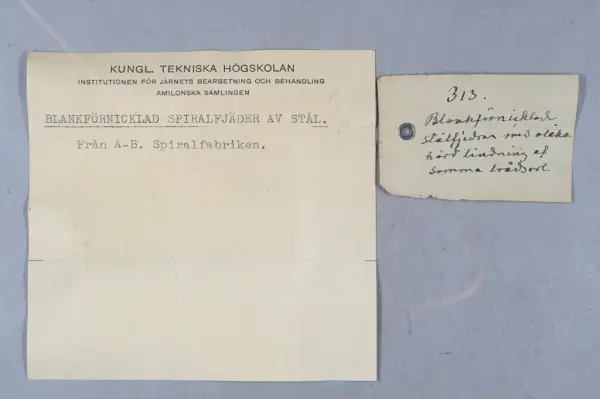 KUNGL. TEKNISKA HÖGSKOLAN
INSTITUTIONEN FÖR JÄRNETS BEARBETNING OCH BEHANDLING
AMILONSKA SAMLINGEN
BLANKFÖRNICKLAD SPIRALFJÄDER AV STÅL.
Från A-B. Spiralfabriken.
313.
Blankförnicklad
stålfjedrar med olika
hård lindning af
samma trådsort.